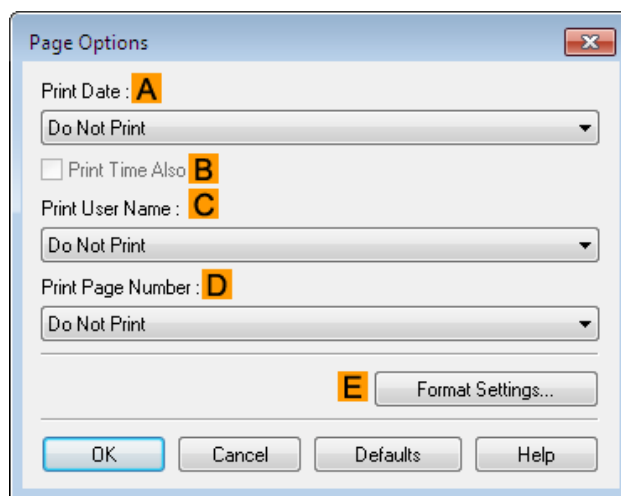 Page Options
Print Date : A
Do Not Print
Print Time Also B
Print User Name : C
Do Not Print
Print Page Number : D
Do Not Print
E Format Settings...
OK Cancel Defaults Help